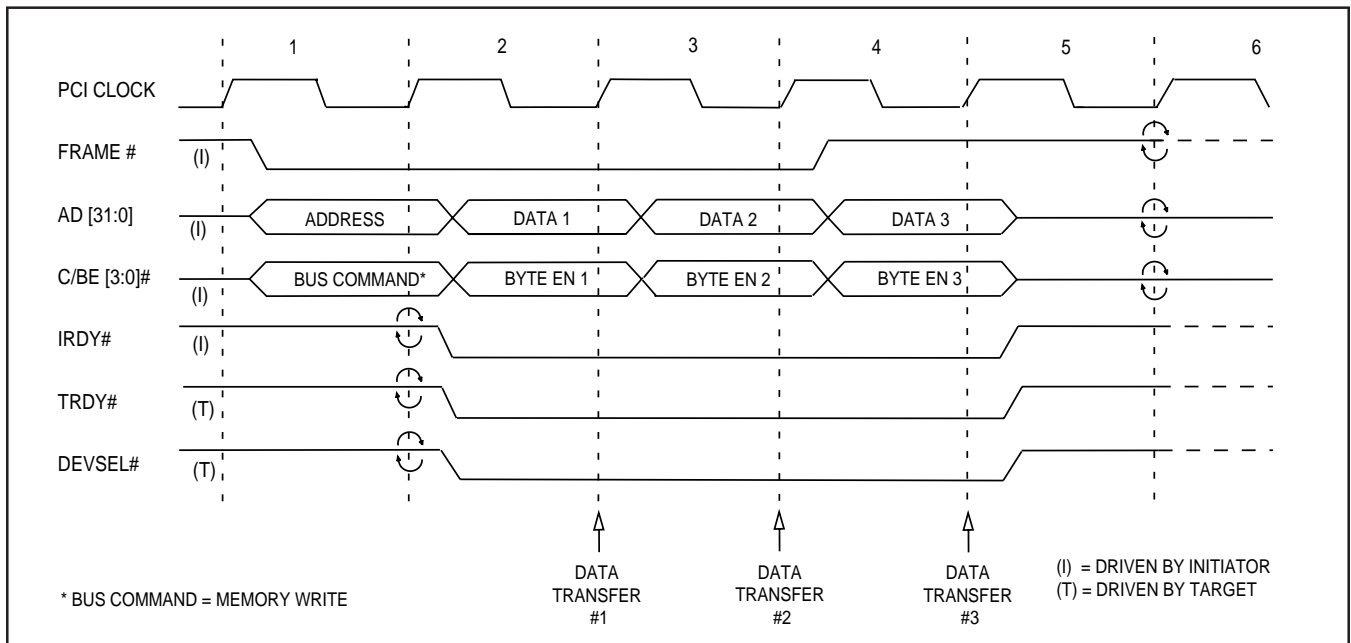 1 2 3 4 5 6
PCI CLOCK
FRAME # (I)
AD [31:0] (I) ADDRESS DATA 1 DATA 2 DATA 3
C/BE [3:0]# (I) BUS COMMAND* BYTE EN 1 BYTE EN 2 BYTE EN 3
IRDY# (I)
TRDY# (T)
DEVSEL# (T)
DATA
TRANSFER
#1
DATA
TRANSFER
#2
DATA
TRANSFER
#3
(I) = DRIVEN BY INITIATOR
(T) = DRIVEN BY TARGET
* BUS COMMAND = MEMORY WRITE